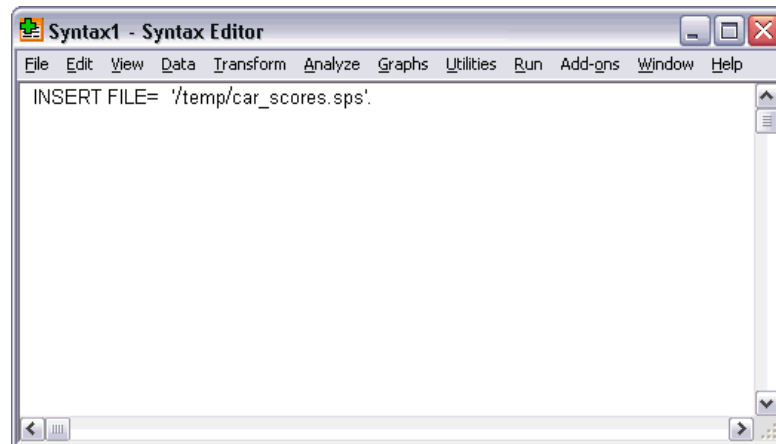 Syntax1 - Syntax Editor
File Edit View Data Transform Analyze Graphs Utilities Run Add-ons Window Help
INSERT FILE= '/temp/car_scores.sps'.